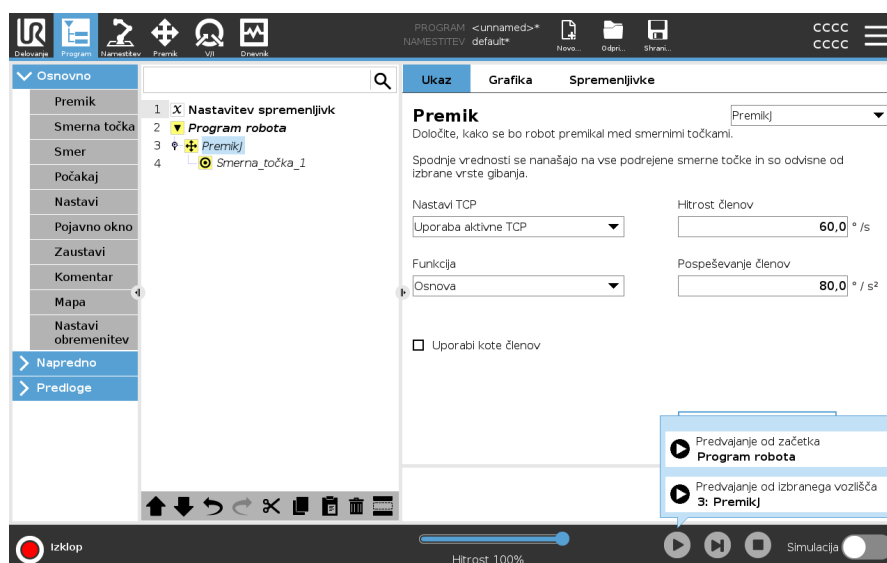 PROGRAM <unnamed>*
NAMESTITEV default*
UR
Delovanje Program Namestitev Premik V/I Dnevnik
Novo... Odpri... Shrani...
CCCC
CCCC
Osnovno
Premik
Smerna točka
Smer
Počakaj
Nastavi
Pojavno okno
Zaustavi
Komentar
Mapa
Nastavi
obremenitev
Napredno
Predloge
1 X Nastavitev spremenljivk
2 Program robota
3 PremikJ
4 Smerna_točka_1
Ukaz Grafika Spremenljivke
Premik
PremikJ
Določite, kako se bo robot premikal med smernimi točkami.
Spodnje vrednosti se nanašajo na vse podrejene smerne točke in so odvisne od
izbrane vrste gibanja.
Nastavi TCP
Hitrost členov
Uporaba aktivne TCP
60,0 ° /s
Funkcija
Pospeševanje členov
Osnova
80,0 ° / s²
Uporabi kote členov
Predvajanje od začetka
Program robota
Predvajanje od izbranega vozlišča
3: PremikJ
Izklop
Hitrost 100%
Simulacija